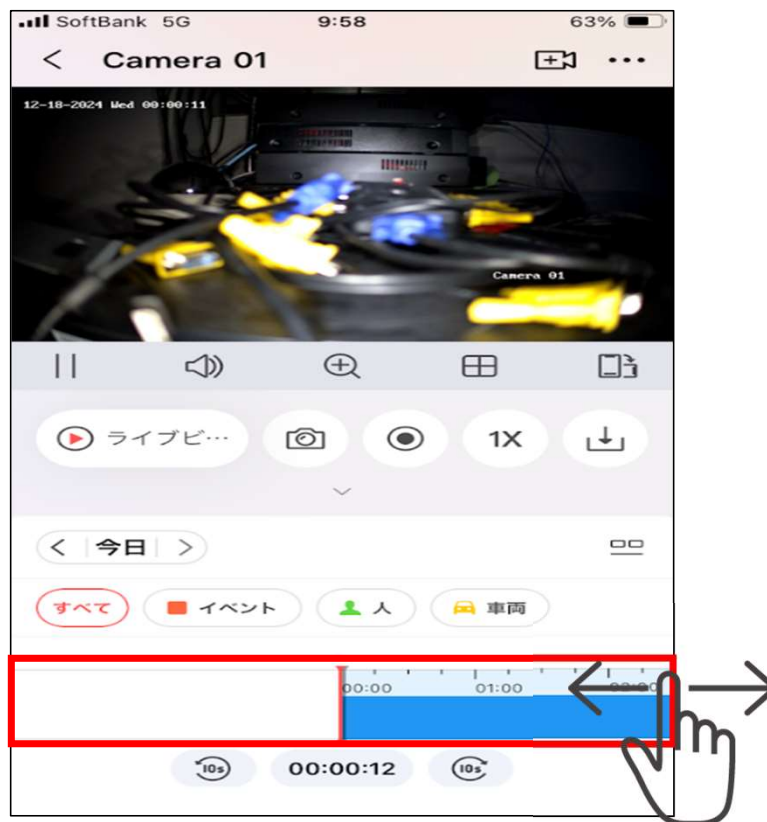 SoftBank 5G 9:58 63%
Camera 01
12-18-2024 Wed 00:00:11
Camera 01
ライブビ… 1X
今日
すべて イベント 人 車両
00:00 01:00 02:00
10s 00:00:12 10s